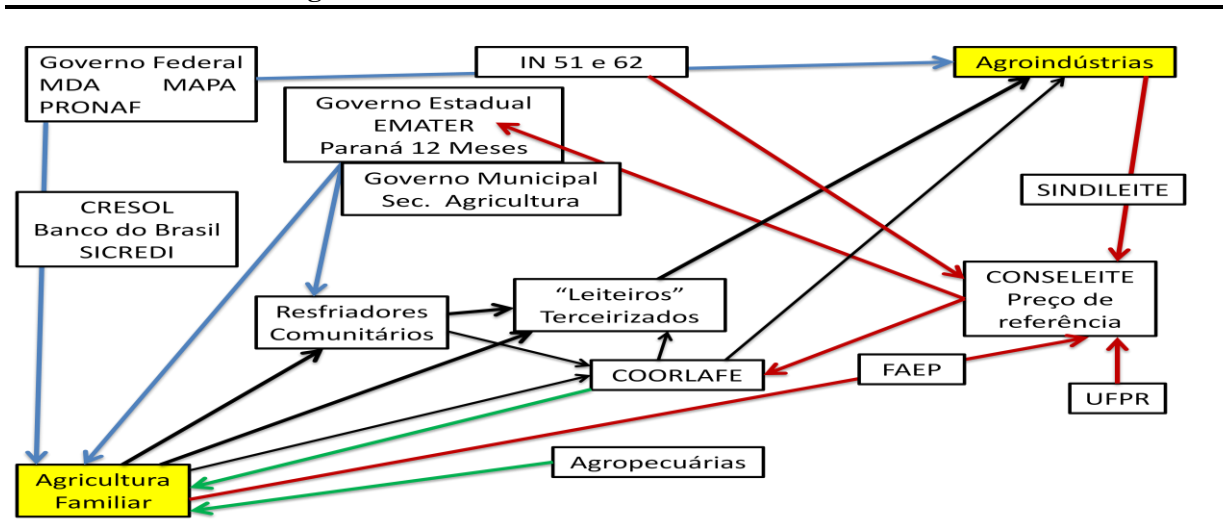 Governo Federal
MDA MAPA
PRONAF
IN 51 e 62
Agroindústrias
Governo Estadual
EMATER
Paraná 12 Meses
Governo Municipal
Sec. Agricultura
SINDILEITE
CRESOL
Banco do Brasil
SICREDI
CONSELEITE
Preço de
referência
“Leiteiros”
Terceirizados
Resfriadores
Comunitários
COORLAFE
FAEP
UFPR
Agropecuárias
Agricultura
Familiar